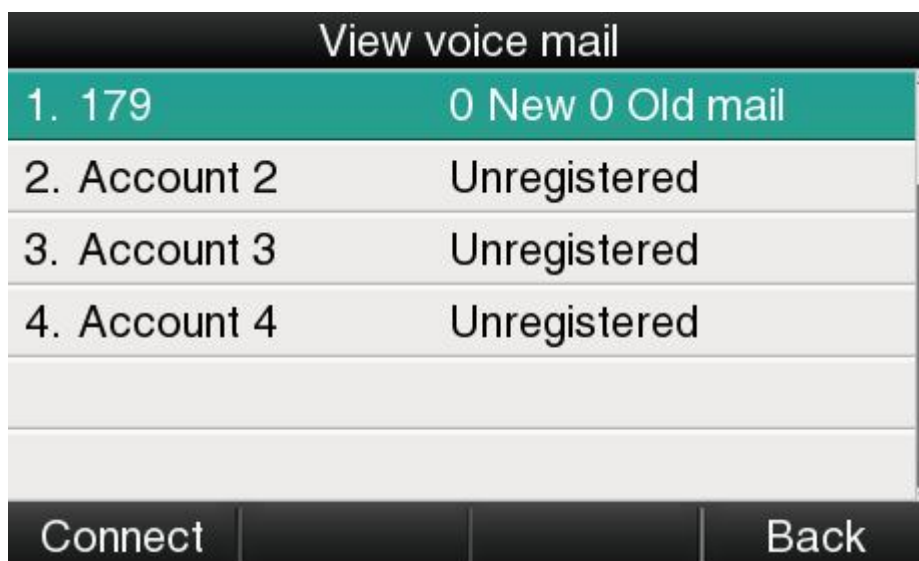 View voice mail
1. 179 0 New 0 Old mail
2. Account 2 Unregistered
3. Account 3 Unregistered
4. Account 4 Unregistered
Connect Back